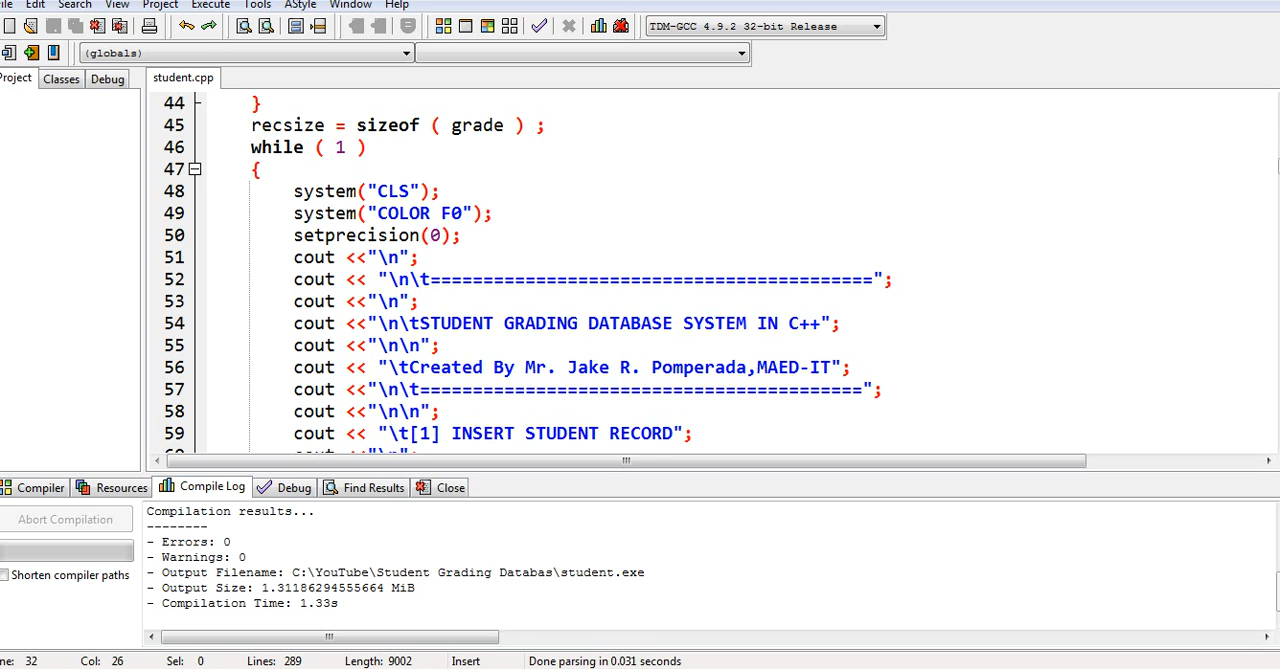 ile Edit Search View Project Execute Tools AStyle Window Help
TDM-GCC 4.9.2 32-bit Release
(globals)
Project Classes Debug
student.cpp
44 }
45 recsize = sizeof ( grade ) ;
46 while ( 1 )
47 {
48 system("CLS");
49 system("COLOR F0");
50 setprecision(0);
51 cout <<"\n";
52 cout << "\n\t==========================================";
53 cout <<"\n";
54 cout <<"\n\tSTUDENT GRADING DATABASE SYSTEM IN C++";
55 cout <<"\n\n";
56 cout << "\tCreated By Mr. Jake R. Pomperada,MAED-IT";
57 cout <<"\n\t=========================================";
58 cout <<"\n\n";
59 cout << "\t[1] INSERT STUDENT RECORD";
Compiler Resources Compile Log Debug Find Results Close
Abort Compilation
Shorten compiler paths
Compilation results...
--------
- Errors: 0
- Warnings: 0
- Output Filename: C:\YouTube\Student Grading Databas\student.exe
- Output Size: 1.31186294555664 MiB
- Compilation Time: 1.33s
ne: 32 Col: 26 Sel: 0 Lines: 289 Length: 9002 Insert Done parsing in 0.031 seconds